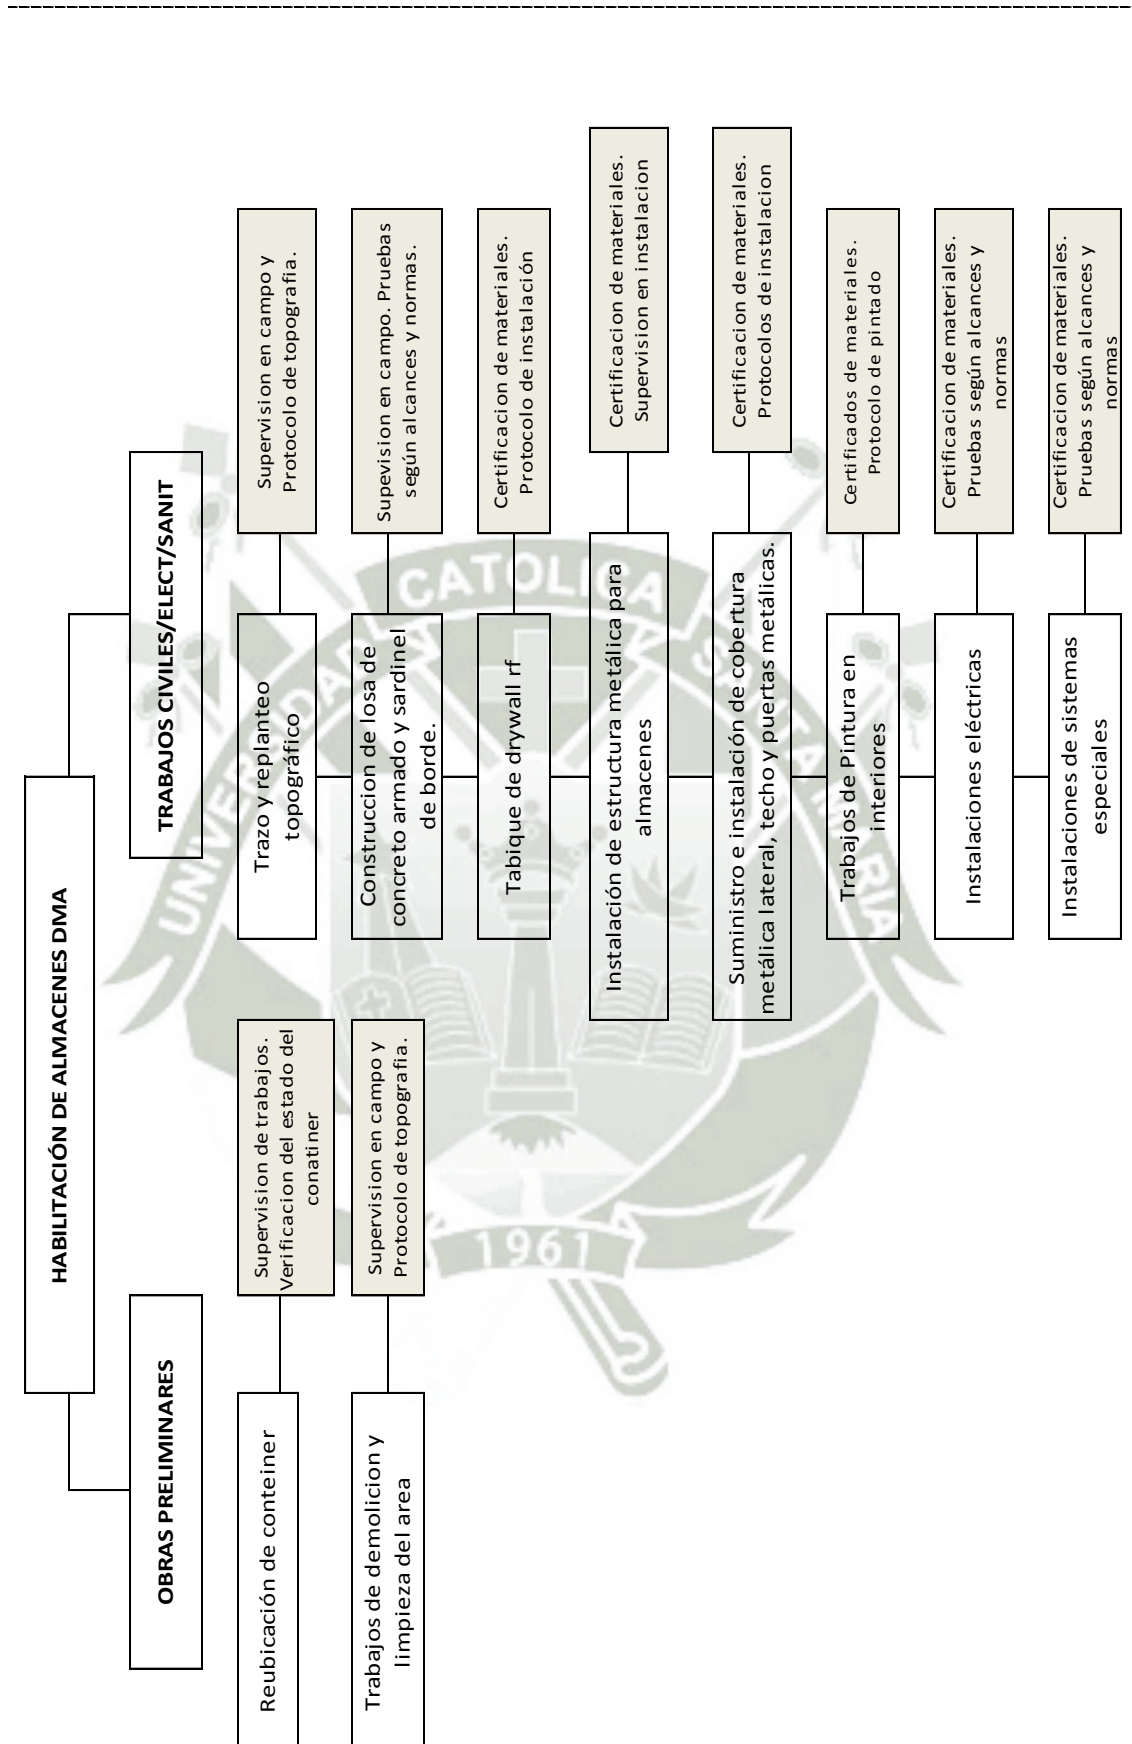 HABILITACIÓN DE ALMACENES DMA
OBRAS PRELIMINARES
Reubicación de conteiner
Supervision de trabajos.
Verificacion del estado del
conatiner
Trabajos de demolicion y
limpieza del area
Supervision en campo y
Protocolo de topografia.
TRABAJOS CIVILES/ELECT/SANIT
Trazo y replanteo
topográfico
Supervision en campo y
Protocolo de topografia.
Construccion de losa de
concreto armado y sardinel
de borde.
Supevision en campo. Pruebas
según alcances y normas.
Tabique de drywall rf
Certificacion de materiales.
Protocolo de instalación
Instalación de estructura metálica para
almacenes
Certificacion de materiales.
Supervision en instalacion
Suministro e instalación de cobertura
metálica lateral, techo y puertas metálicas.
Certificacion de materiales.
Protocolos de instalacion
Trabajos de Pintura en
interiores
Certificados de materiales.
Protocolo de pintado
Instalaciones eléctricas
Certificacion de materiales.
Pruebas según alcances y
normas
Instalaciones de sistemas
especiales
Certificacion de materiales.
Pruebas según alcances y
normas
UNIVERSIDAD CATOLICA SANTA MARIA
1961